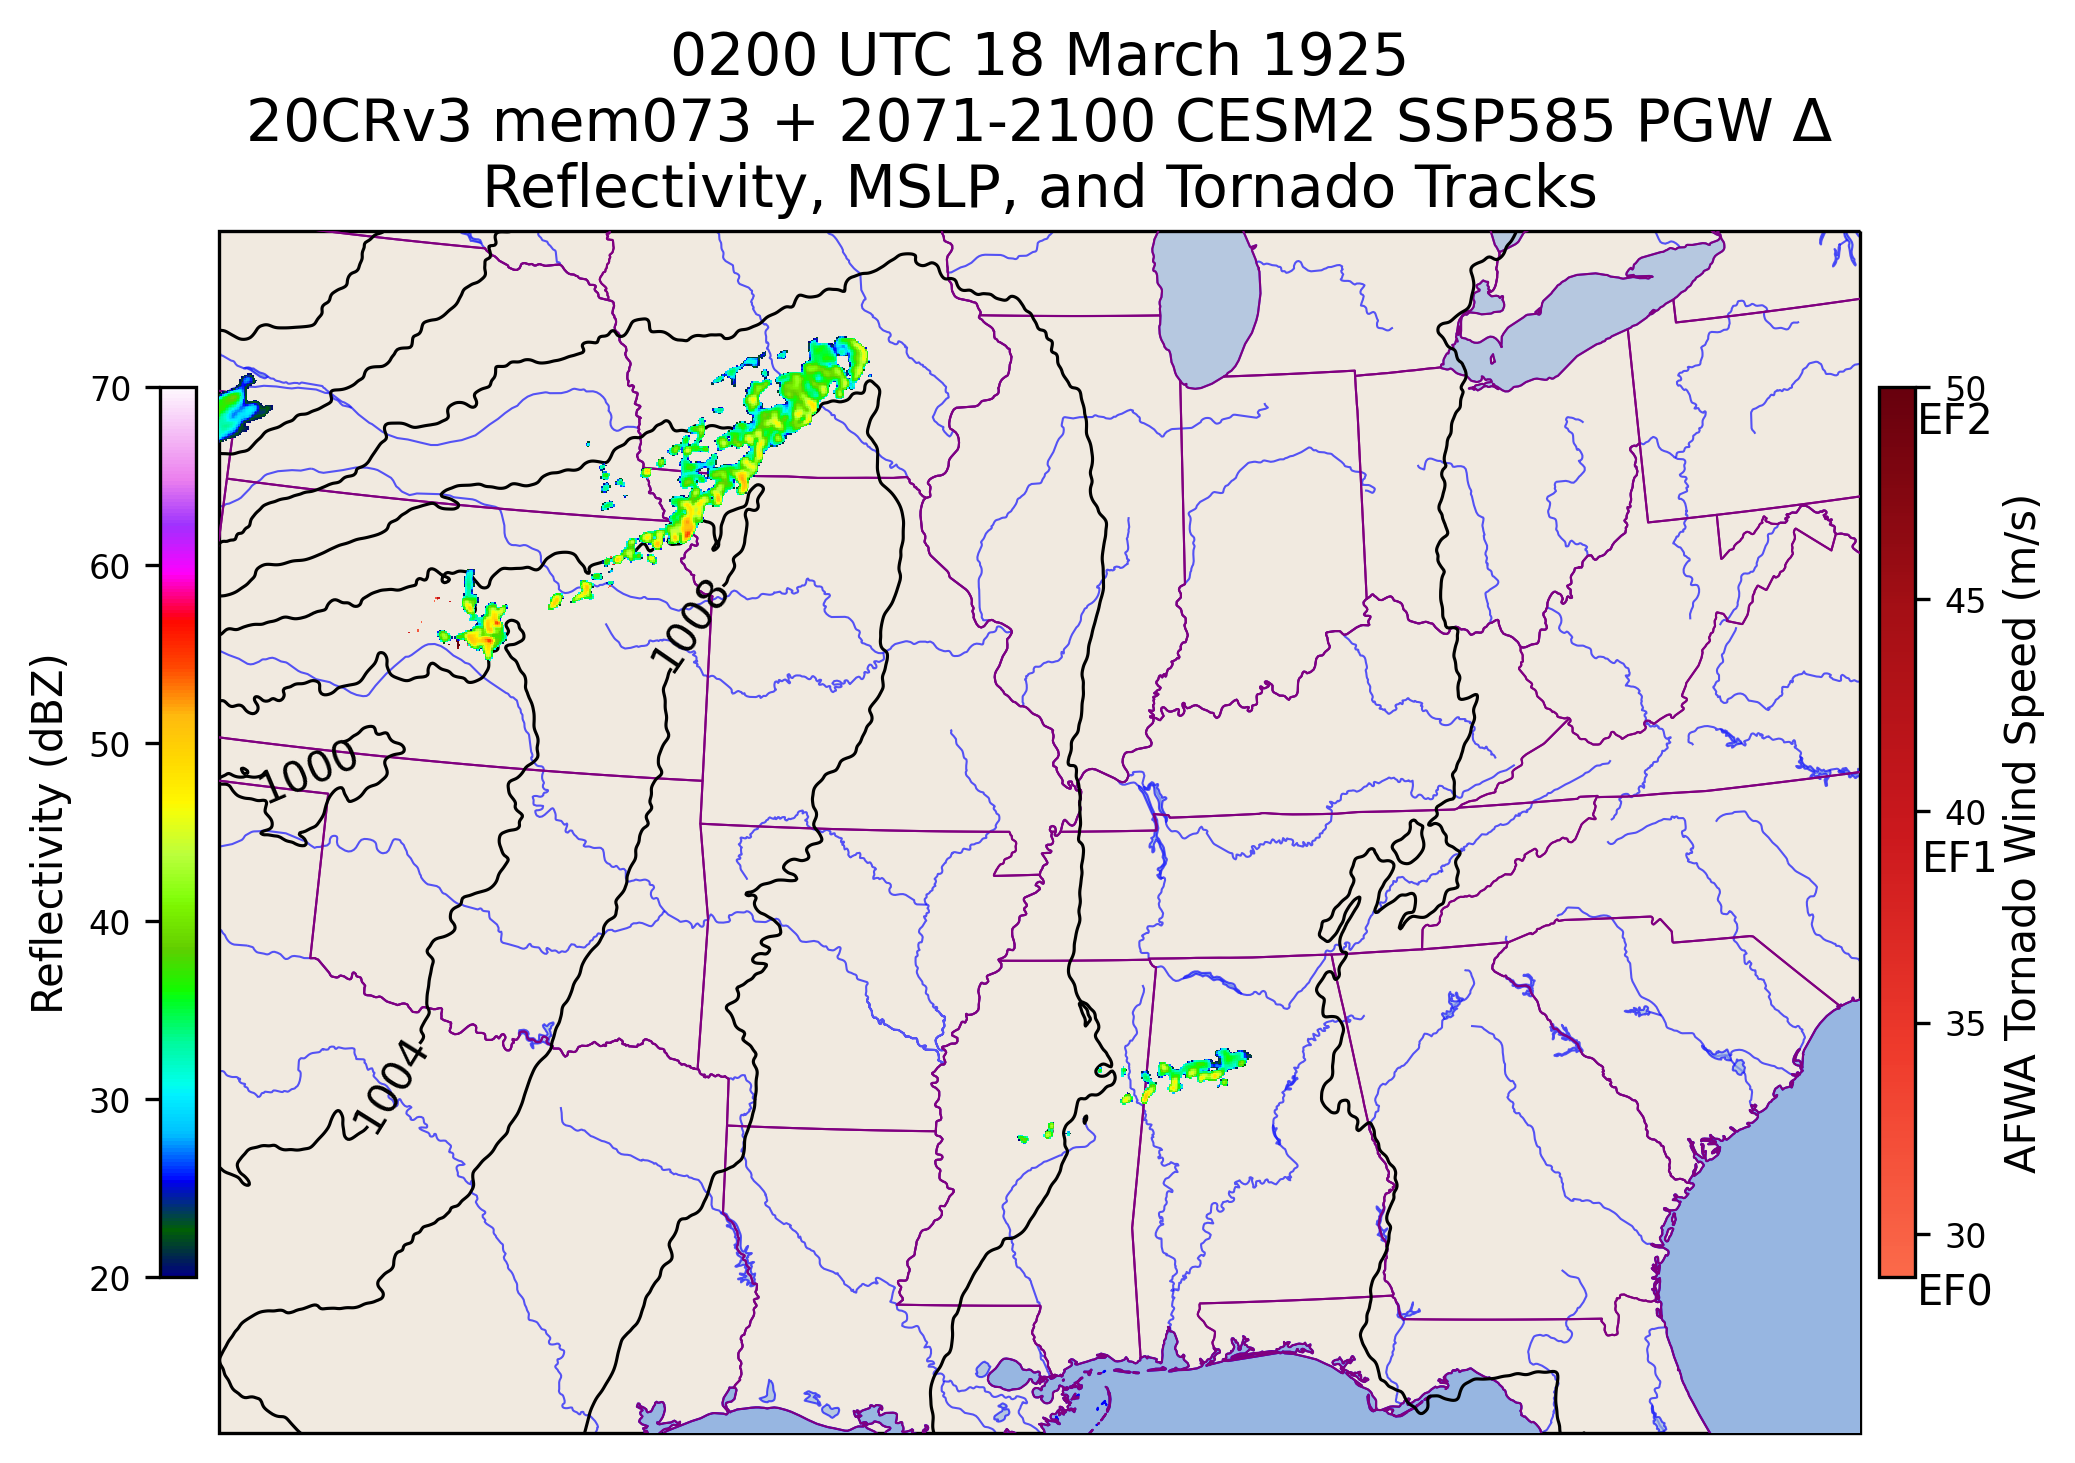 0200 UTC 18 March 1925
20CRv3 mem073 + 2071-2100 CESM2 SSP585 PGW Δ
Reflectivity, MSLP, and Tornado Tracks
70
60
50
40
30
20
Reflectivity (dBZ)
1008
1000
1004
50
EF2
45
40
EF1
35
30
EF0
AFWA Tornado Wind Speed (m/s)